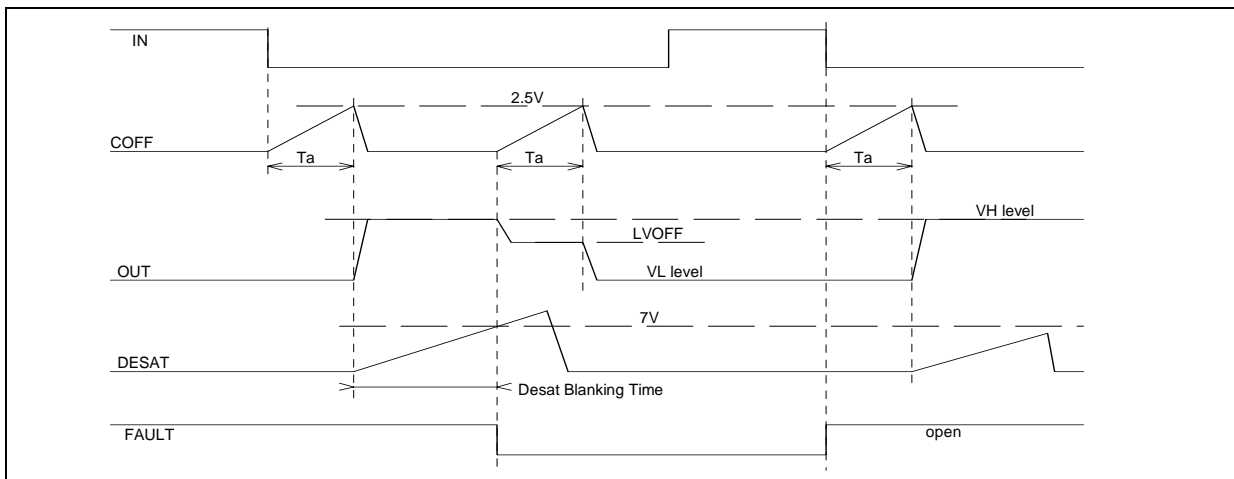 IN
2.5V
COFF
Ta
Ta
Ta
VH level
LVOFF
OUT
VL level
7V
DESAT
Desat Blanking Time
FAULT
open